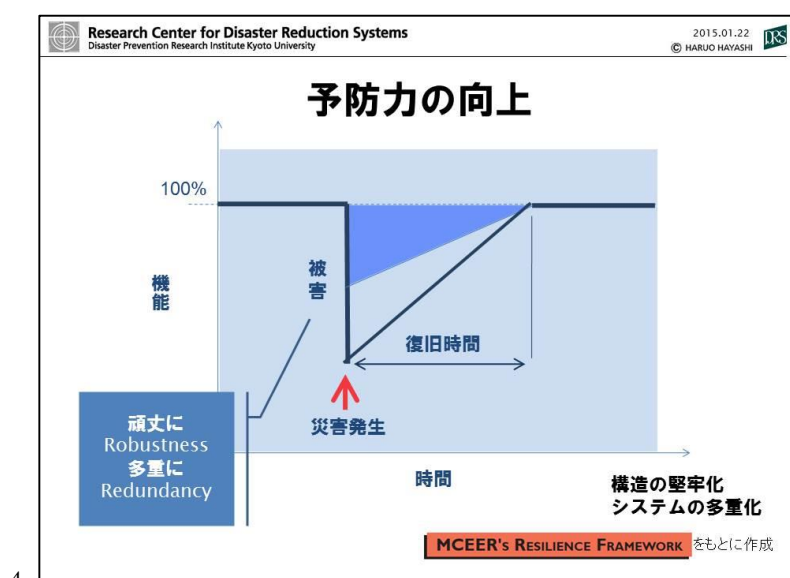 Research Center for Disaster Reduction Systems
Disaster Prevention Research Institute Kyoto University
2015.01.22
© HARUO HAYASHI
DRS
予防力の向上
100%
機能
被害
復旧時間
災害発生
頑丈に
Robustness
多重に
Redundancy
時間
構造の堅牢化
システムの多重化
MCEER's RESILIENCE FRAMEWORK をもとに作成
4